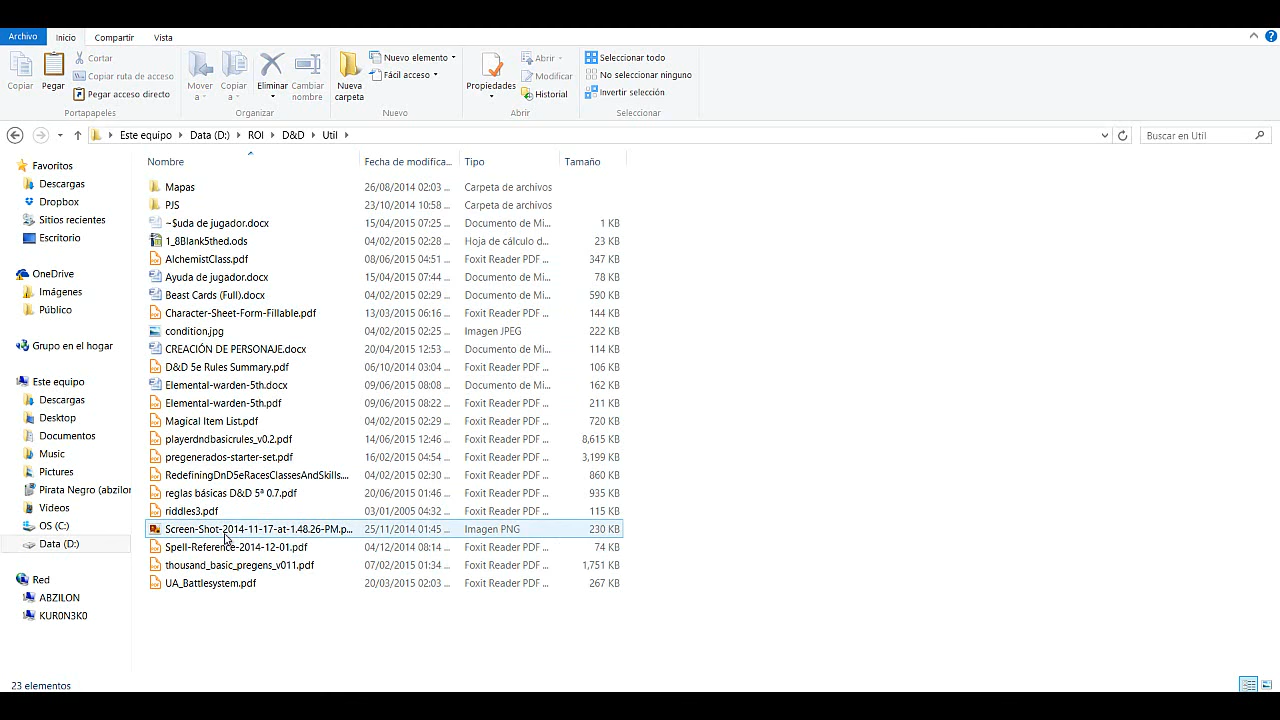 Archivo Inicio Compartir Vista
Copiar Pegar Cortar Copiar ruta de acceso Pegar acceso directo Portapapeles
Mover a Copiar a Eliminar Cambiar nombre Organizar
Nueva carpeta Nuevo elemento Fácil acceso Nuevo
Propiedades Abrir Modificar Historial Abrir
Seleccionar todo No seleccionar ninguno Invertir selección Seleccionar
Este equipo Data (D:) ROI D&D Util Buscar en Util
Favoritos
Descargas
Dropbox
Sitios recientes
Escritorio
OneDrive
Imágenes
Público
Grupo en el hogar
Este equipo
Descargas
Desktop
Documentos
Music
Pictures
Pirata Negro (abzilor
Vídeos
OS (C:)
Data (D:)
Red
ABZILON
KUR0N3K0
Nombre Fecha de modifica... Tipo Tamaño
Mapas 26/08/2014 02:03 ... Carpeta de archivos
PJS 23/10/2014 10:58 ... Carpeta de archivos
~$uda de jugador.docx 15/04/2015 07:25 ... Documento de Mi... 1 KB
1_8Blank5thed.ods 04/02/2015 02:28 ... Hoja de cálculo d... 23 KB
AlchemistClass.pdf 08/06/2015 04:51 ... Foxit Reader PDF ... 347 KB
Ayuda de jugador.docx 15/04/2015 07:44 ... Documento de Mi... 78 KB
Beast Cards (Full).docx 04/02/2015 02:29 ... Documento de Mi... 590 KB
Character-Sheet-Form-Fillable.pdf 13/03/2015 06:16 ... Foxit Reader PDF ... 144 KB
condition.jpg 04/02/2015 02:25 ... Imagen JPEG 222 KB
CREACIÓN DE PERSONAJE.docx 20/04/2015 12:53 ... Documento de Mi... 114 KB
D&D 5e Rules Summary.pdf 06/10/2014 03:04 ... Foxit Reader PDF ... 106 KB
Elemental-warden-5th.docx 09/06/2015 08:08 ... Documento de Mi... 162 KB
Elemental-warden-5th.pdf 09/06/2015 08:22 ... Foxit Reader PDF ... 211 KB
Magical Item List.pdf 04/02/2015 02:29 ... Foxit Reader PDF ... 720 KB
playerdndbasicrules_v0.2.pdf 14/06/2015 12:46 ... Foxit Reader PDF ... 8,615 KB
pregenerados-starter-set.pdf 16/02/2015 04:54 ... Foxit Reader PDF ... 3,199 KB
RedefiningDnD5eRacesClassesAndSkills.... 04/02/2015 02:30 ... Foxit Reader PDF ... 860 KB
reglas básicas D&D 5ª 0.7.pdf 20/06/2015 01:46 ... Foxit Reader PDF ... 935 KB
riddles3.pdf 03/01/2005 04:32 ... Foxit Reader PDF ... 115 KB
Screen-Shot-2014-11-17-at-1.48.26-PM.p... 25/11/2014 01:45 ... Imagen PNG 230 KB
Spell-Reference-2014-12-01.pdf 04/12/2014 08:14 ... Foxit Reader PDF ... 74 KB
thousand_basic_pregens_v011.pdf 07/02/2015 01:34 ... Foxit Reader PDF ... 1,751 KB
UA_Battlesystem.pdf 20/03/2015 02:03 ... Foxit Reader PDF ... 267 KB
23 elementos